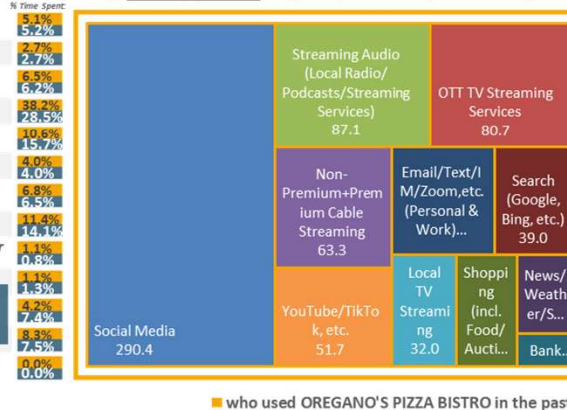 % Time Spent:
5.1%
5.2%
2.7%
2.7%
6.5%
6.2%
38.2%
28.5%
10.6%
15.7%
4.0%
4.0%
6.8%
6.5%
11.4%
14.1%
1.1%
0.8%
1.1%
1.3%
4.2%
7.4%
8.3%
7.5%
0.0%
0.0%
Social Media
290.4
Streaming Audio
(Local Radio/
Podcasts/Streaming
Services)
87.1
OTT TV Streaming
Services
80.7
Non-
Premium+Prem
ium Cable
Streaming
63.3
Email/Text/I
M/Zoom,etc.
(Personal &
Work)...
Search
(Google,
Bing, etc.)
39.0
YouTube/TikTo
k, etc.
51.7
Local
TV
Streami
ng
32.0
Shoppi
ng
(incl.
Food/
Aucti...
News/
Weath
er/S...
Bank...
who used OREGANO'S PIZZA BISTRO in the past